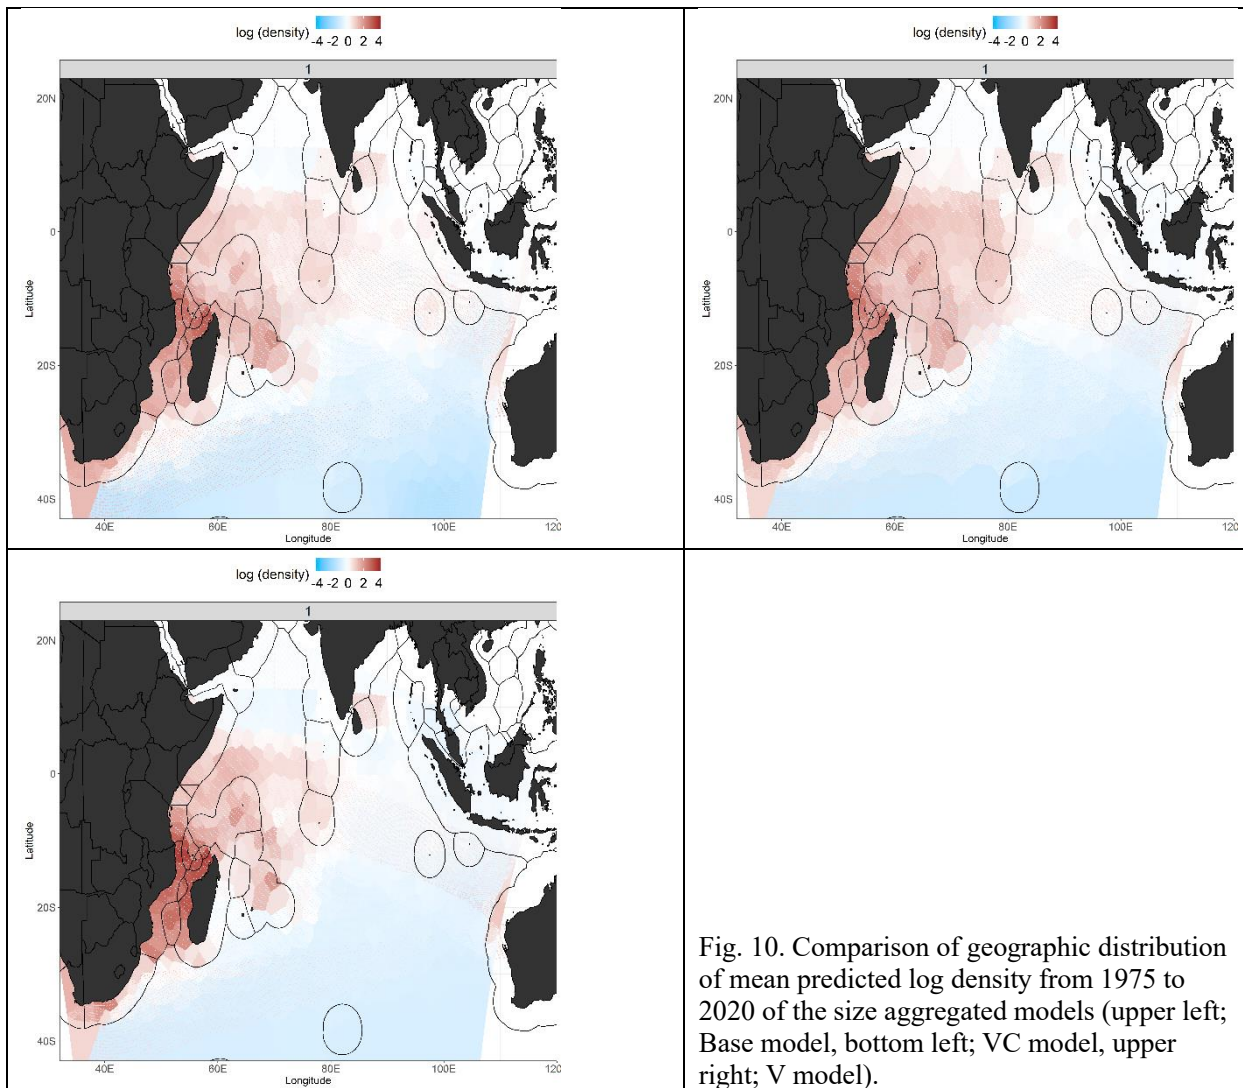 log (density) -4 -2 0 2 4
1
20N
0
20S
40S
Latitude
40E 60E 80E 100E 120
Longitude
log (density) -4 -2 0 2 4
1
20N
0
20S
40S
Latitude
40E 60E 80E 100E 120
Longitude
log (density) -4 -2 0 2 4
1
20N
0
20S
40S
Latitude
40E 60E 80E 100E 120
Longitude
Fig. 10. Comparison of geographic distribution
of mean predicted log density from 1975 to
2020 of the size aggregated models (upper left;
Base model, bottom left; VC model, upper
right; V model).